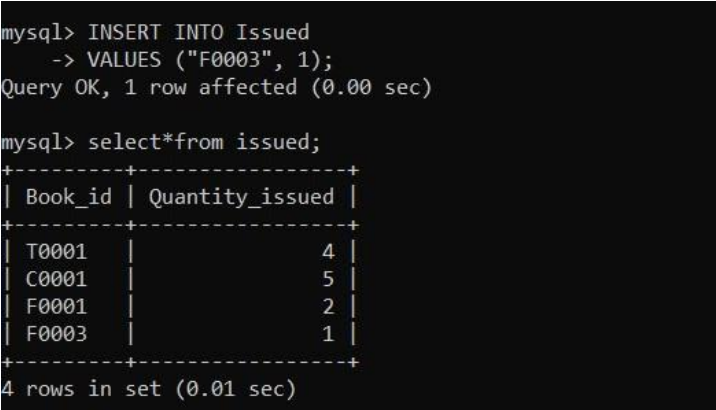 mysql> INSERT INTO Issued
    -> VALUES ("F0003", 1);
Query OK, 1 row affected (0.00 sec)

mysql> select*from issued;
+---------+-----------------+
| Book_id | Quantity_issued |
+---------+-----------------+
| T0001   |               4 |
| C0001   |               5 |
| F0001   |               2 |
| F0003   |               1 |
+---------+-----------------+
4 rows in set (0.01 sec)